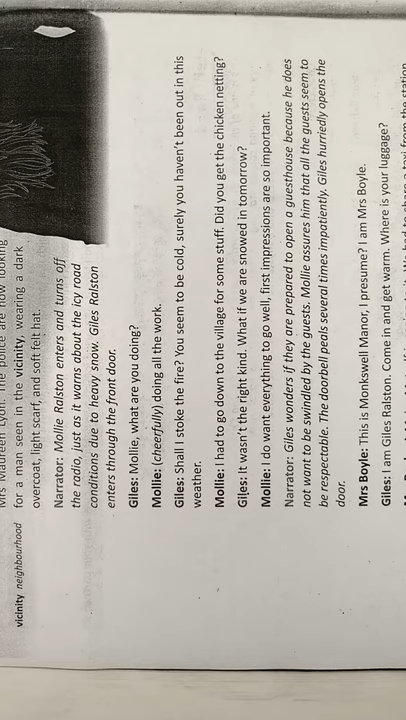 Mrs Maureen Lyon. The police are now looking
for a man seen in the vicinity, wearing a dark
overcoat, light scarf, and soft felt hat.
vicinity neighbourhood
Narrator: Mollie Ralston enters and turns off
the radio, just as it warns about the icy road
conditions due to heavy snow. Giles Ralston
enters through the front door.
Giles: Mollie, what are you doing?
Mollie: (cheerfully) doing all the work.
Giles: Shall I stoke the fire? You seem to be cold, surely you haven't been out in this
weather.
Mollie: I had to go down to the village for some stuff. Did you get the chicken netting?
Giles: It wasn't the right kind. What if we are snowed in tomorrow?
Mollie: I do want everything to go well, first impressions are so important.
Narrator: Giles wonders if they are prepared to open a guesthouse because he does
not want to be swindled by the guests. Mollie assures him that all the guests seem to
be respectable. The doorbell peals several times impatiently. Giles hurriedly opens the
door.
Mrs Boyle: This is Monkswell Manor, I presume? I am Mrs Boyle.
Giles: I am Giles Ralston. Come in and get warm. Where is your luggage?
had to share a taxi from the station